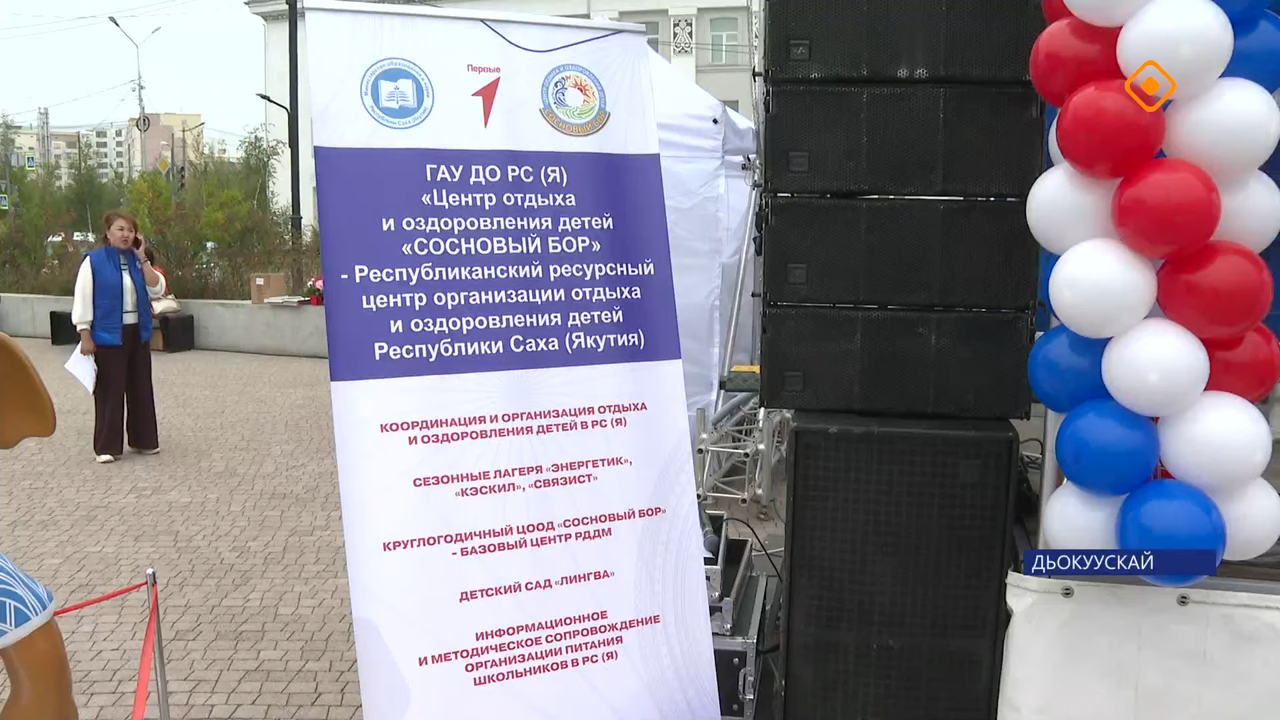 Первые
СОСНОВЫЙ БОР
ГАУ ДО РС (Я)
«Центр отдыха
и оздоровления детей
«СОСНОВЫЙ БОР»
- Республиканский ресурсный
центр организации отдыха
и оздоровления детей
Республики Саха (Якутия)
КООРДИНАЦИЯ И ОРГАНИЗАЦИЯ ОТДЫХА
И ОЗДОРОВЛЕНИЯ ДЕТЕЙ В РС (Я)
СЕЗОННЫЕ ЛАГЕРЯ «ЭНЕРГЕТИК»,
«КЭСКИЛ», «СВЯЗИСТ»
КРУГЛОГОДИЧНЫЙ ЦООД «СОСНОВЫЙ БОР»
- БАЗОВЫЙ ЦЕНТР РДДМ
ДЕТСКИЙ САД «ЛИНГВА»
ИНФОРМАЦИОННОЕ
И МЕТОДИЧЕСКОЕ СОПРОВОЖДЕНИЕ
ОРГАНИЗАЦИИ ПИТАНИЯ
ШКОЛЬНИКОВ В РС (Я)
ДЬОКУУСКАЙ